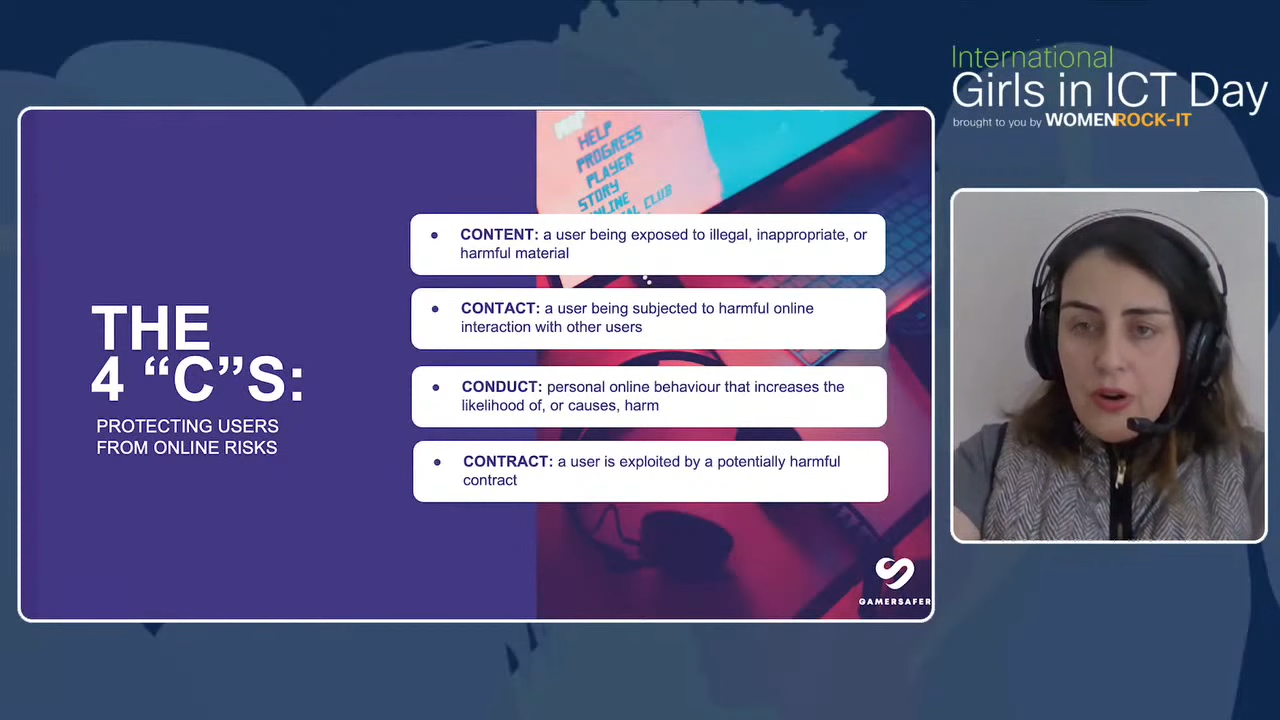 International
Girls in ICT Day
brought to you by WOMENROCK-IT
HELP
PROGRESS
PLAYER
STORY
CLUB
THE
4 “C”S:
PROTECTING USERS
FROM ONLINE RISKS
● CONTENT: a user being exposed to illegal, inappropriate, or
harmful material
● CONTACT: a user being subjected to harmful online
interaction with other users
● CONDUCT: personal online behaviour that increases the
likelihood of, or causes, harm
● CONTRACT: a user is exploited by a potentially harmful
contract
GAMERSAFER